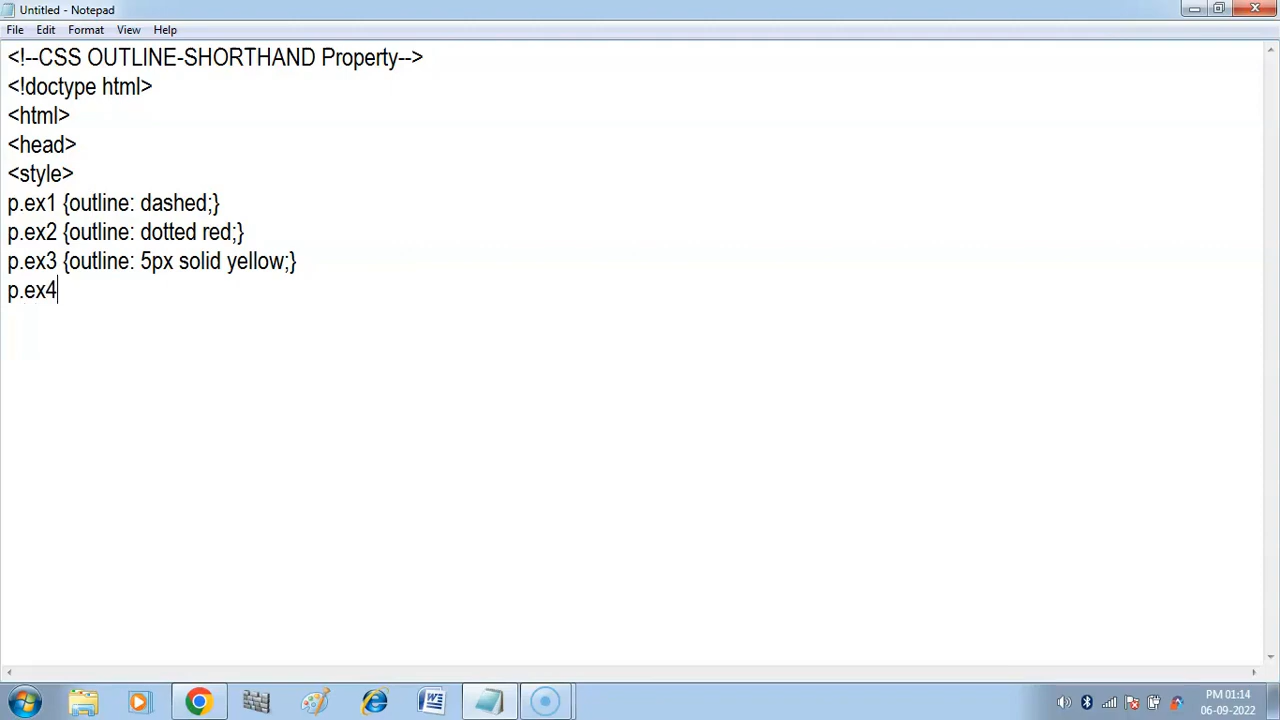 Untitled - Notepad
File Edit Format View Help
<!--CSS OUTLINE-SHORTHAND Property-->
<!doctype html>
<html>
<head>
<style>
p.ex1 {outline: dashed;}
p.ex2 {outline: dotted red;}
p.ex3 {outline: 5px solid yellow;}
p.ex4
PM 01:14
06-09-2022